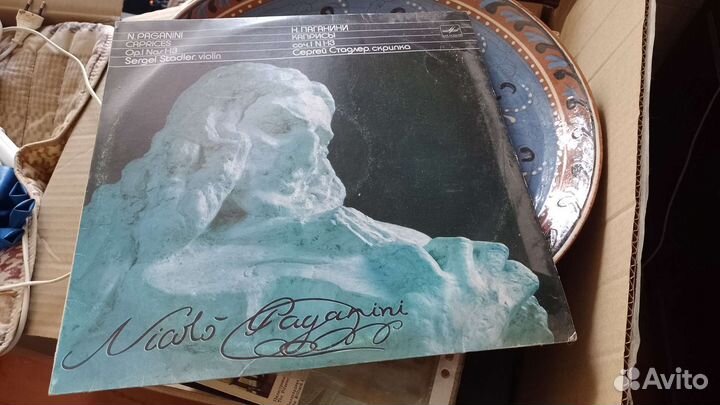 N. PAGANINI
CAPRICES
Op.1 Nos.1-13
Sergei Stadler, violin
Н. ПАГАНИНИ
КАПРИСЫ
соч.1, N 1-13
Сергей Стадлер, скрипка
Nicolò Paganini
Avito